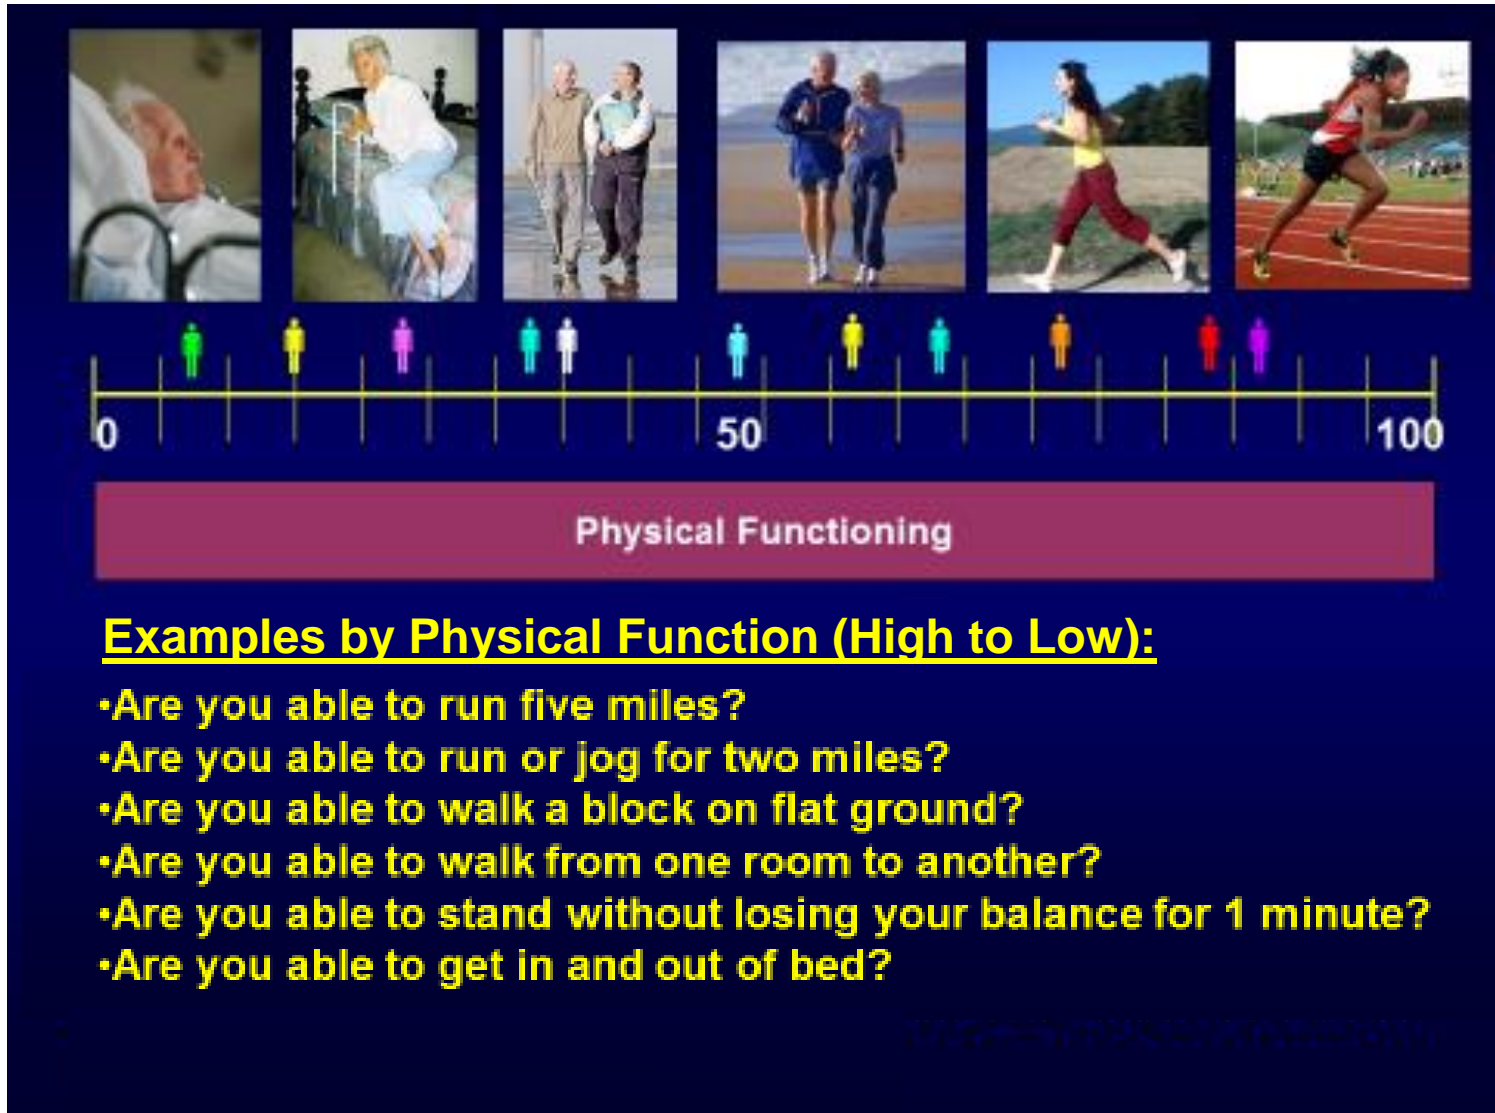 0
50
100
Physical Functioning
Examples by Physical Function (High to Low):
•Are you able to run five miles?
•Are you able to run or jog for two miles?
•Are you able to walk a block on flat ground?
•Are you able to walk from one room to another?
•Are you able to stand without losing your balance for 1 minute?
•Are you able to get in and out of bed?